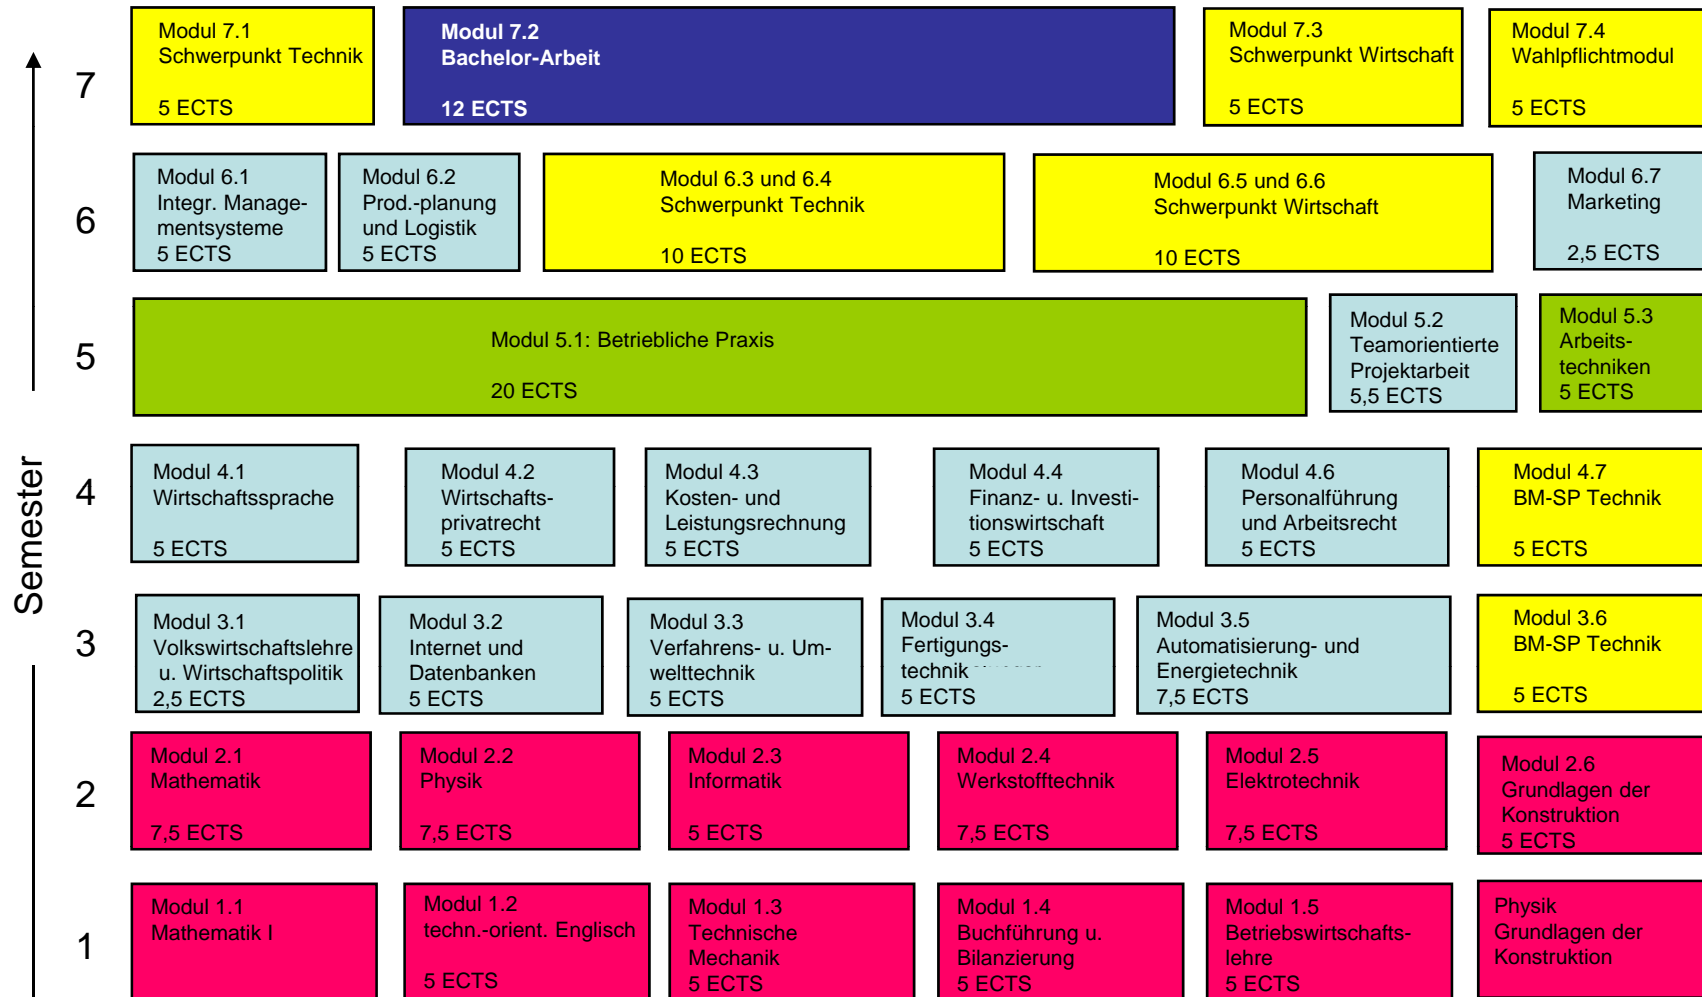 Modul 7.1
Schwerpunkt Technik
5 ECTS
Modul 7.2
Bachelor-Arbeit
12 ECTS
Modul 7.3
Schwerpunkt Wirtschaft
5 ECTS
Modul 7.4
Wahlpflichtmodul
5 ECTS
7
Modul 6.1
Integr. Manage-
mentsysteme
5 ECTS
Modul 6.2
Prod.-planung
und Logistik
5 ECTS
Modul 6.3 und 6.4
Schwerpunkt Technik
10 ECTS
Modul 6.5 und 6.6
Schwerpunkt Wirtschaft
10 ECTS
Modul 6.7
Marketing
2,5 ECTS
6
Modul 5.1: Betriebliche Praxis
20 ECTS
Modul 5.2
Teamorientierte
Projektarbeit
5,5 ECTS
Modul 5.3
Arbeits-
techniken
5 ECTS
5
Semester
Modul 4.1
Wirtschaftssprache
5 ECTS
Modul 4.2
Wirtschafts-
privatrecht
5 ECTS
Modul 4.3
Kosten- und
Leistungsrechnung
5 ECTS
Modul 4.4
Finanz- u. Investi-
tionswirtschaft
5 ECTS
Modul 4.6
Personalführung
und Arbeitsrecht
5 ECTS
Modul 4.7
BM-SP Technik
5 ECTS
4
Modul 3.1
Volkswirtschaftslehre
u. Wirtschaftspolitik
2,5 ECTS
Modul 3.2
Internet und
Datenbanken
5 ECTS
Modul 3.3
Verfahrens- u. Um-
welttechnik
5 ECTS
Modul 3.4
Fertigungs-
technik
5 ECTS
Modul 3.5
Automatisierung- und
Energietechnik
7,5 ECTS
Modul 3.6
BM-SP Technik
5 ECTS
3
Modul 2.1
Mathematik
7,5 ECTS
Modul 2.2
Physik
7,5 ECTS
Modul 2.3
Informatik
5 ECTS
Modul 2.4
Werkstofftechnik
7,5 ECTS
Modul 2.5
Elektrotechnik
7,5 ECTS
Modul 2.6
Grundlagen der
Konstruktion
5 ECTS
2
Modul 1.1
Mathematik I
Modul 1.2
techn.-orient. Englisch
5 ECTS
Modul 1.3
Technische
Mechanik
5 ECTS
Modul 1.4
Buchführung u.
Bilanzierung
5 ECTS
Modul 1.5
Betriebswirtschafts-
lehre
5 ECTS
Physik
Grundlagen der
Konstruktion
1